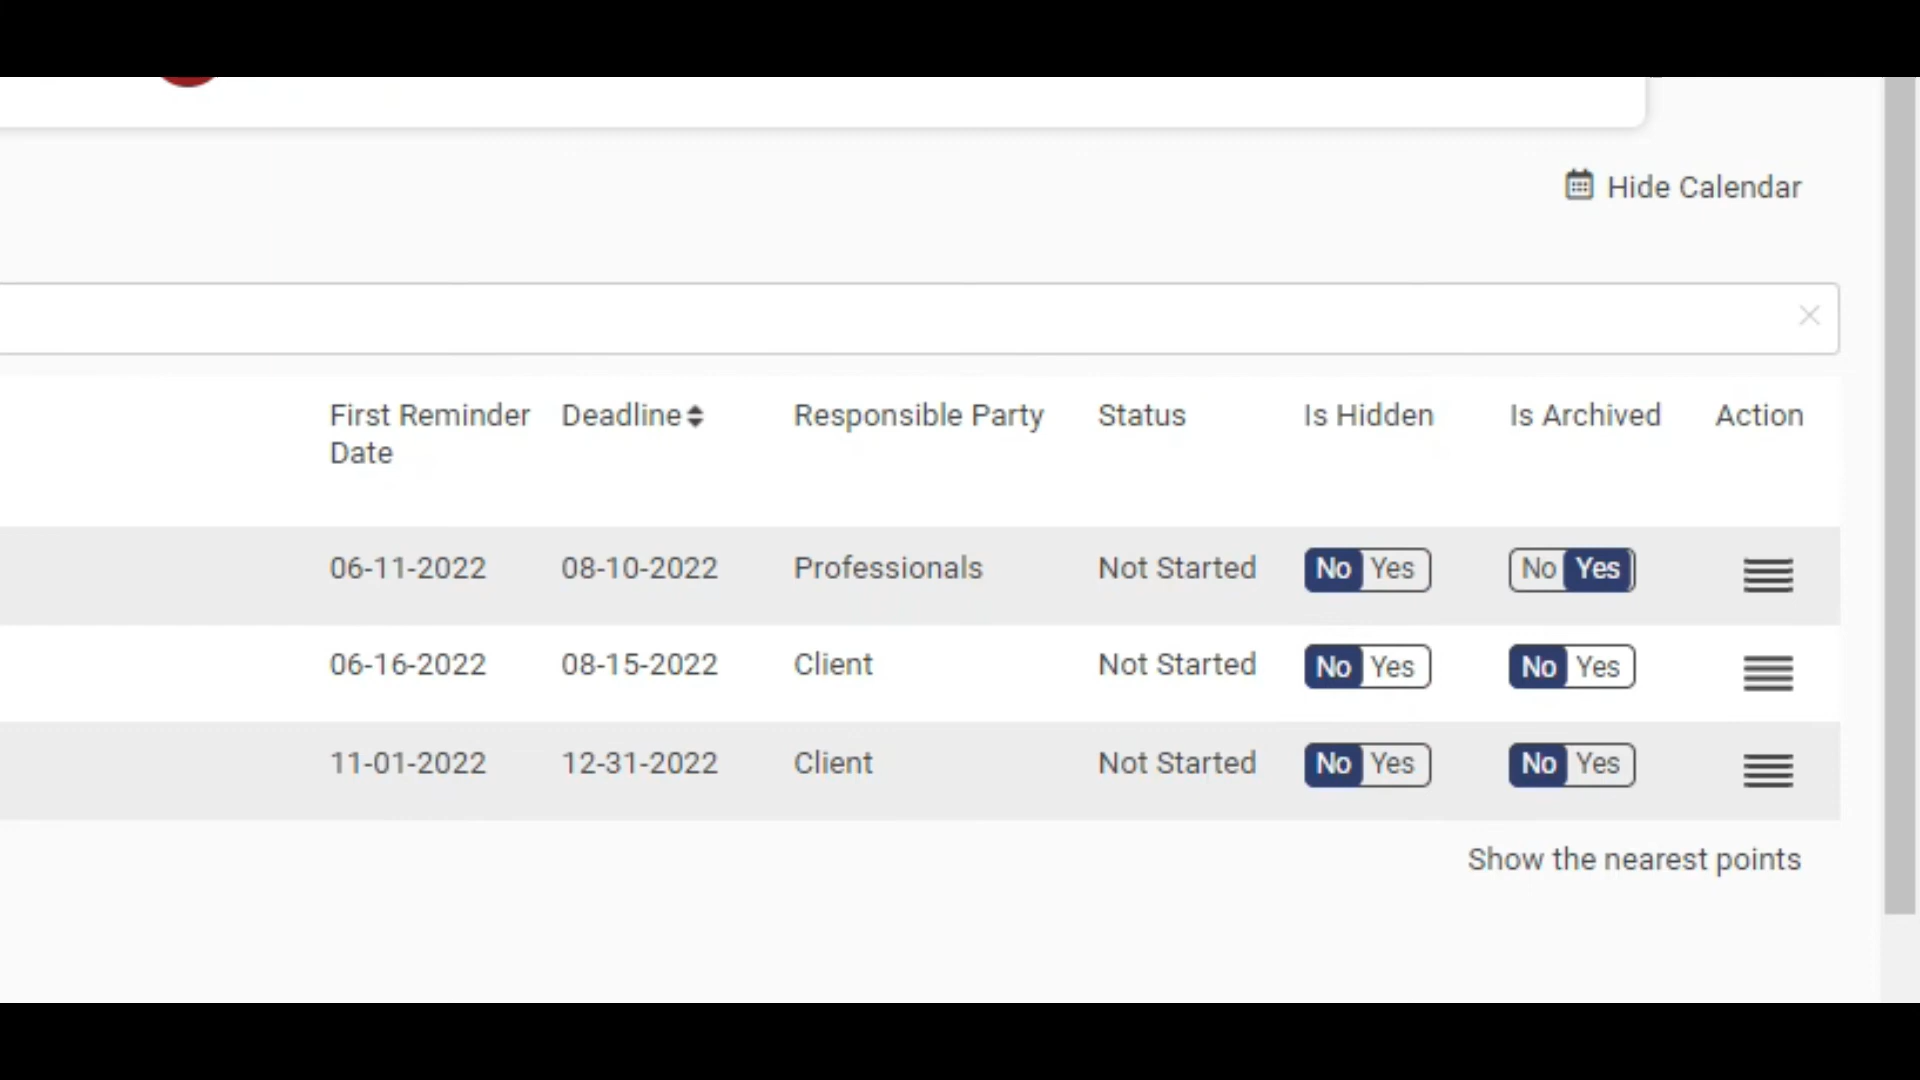 Hide Calendar
First Reminder Date Deadline Responsible Party Status Is Hidden Is Archived Action
06-11-2022 08-10-2022 Professionals Not Started No Yes No Yes
06-16-2022 08-15-2022 Client Not Started No Yes No Yes
11-01-2022 12-31-2022 Client Not Started No Yes No Yes
Show the nearest points